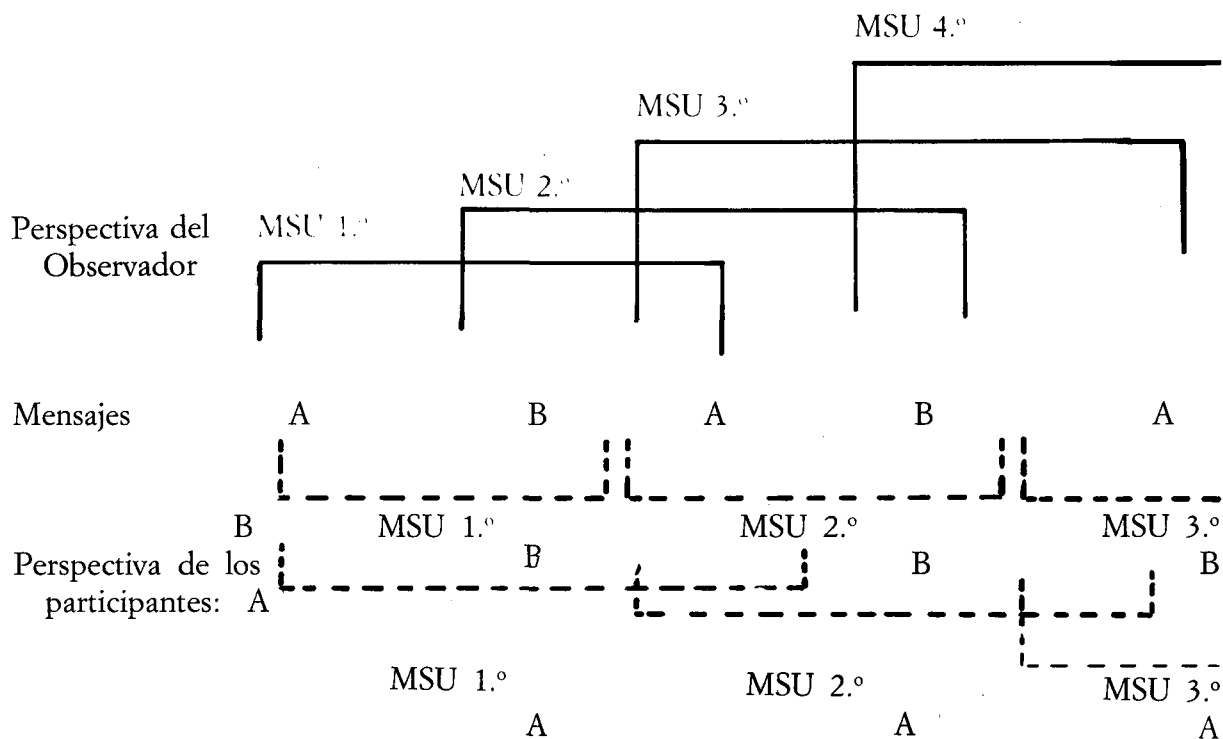 MSU 4.º
MSU 3.º
MSU 2.º
Perspectiva del MSU 1.º
Observador
Mensajes A B A B A
B MSU 1.º MSU 2.º MSU 3.º
Perspectiva de los B B B
participantes: A
MSU 1.º MSU 2.º MSU 3.º
A A A